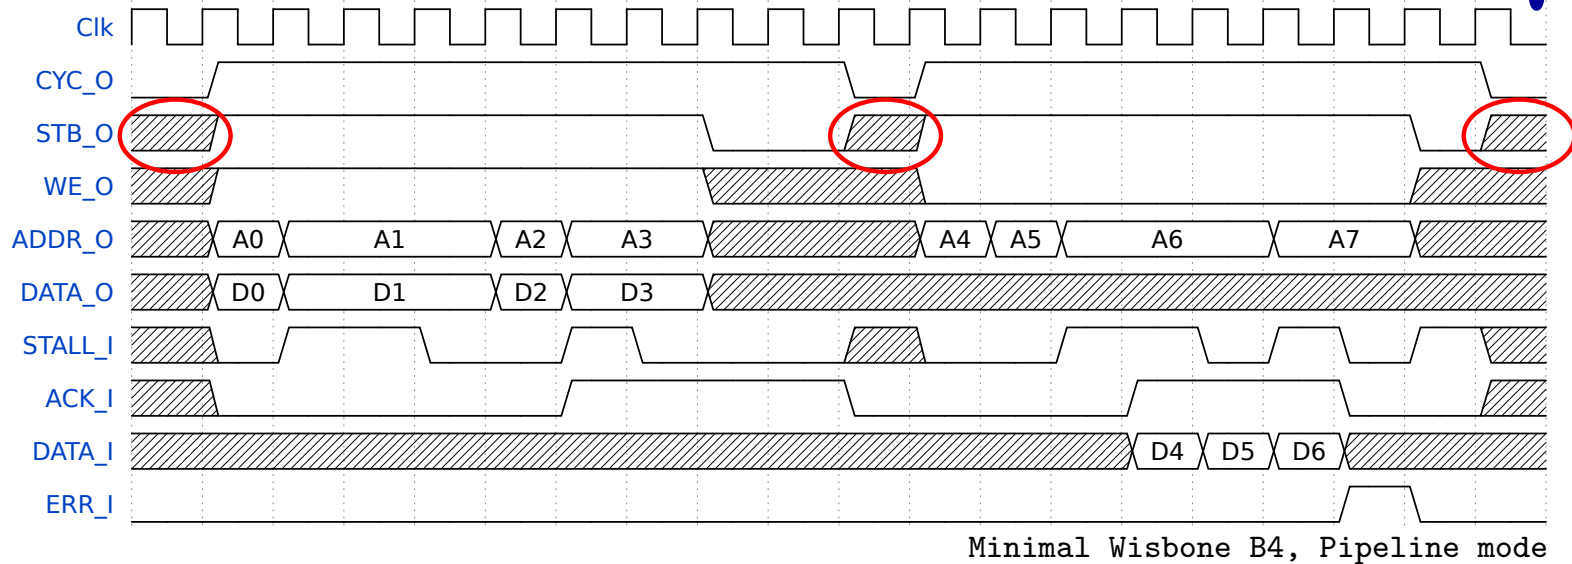 Clk
CYC_O
STB_O
WE_O
ADDR_O A0 A1 A2 A3 A4 A5 A6 A7
DATA_O D0 D1 D2 D3
STALL_I
ACK_I
DATA_I D4 D5 D6
ERR_I
Minimal Wisbone B4, Pipeline mode